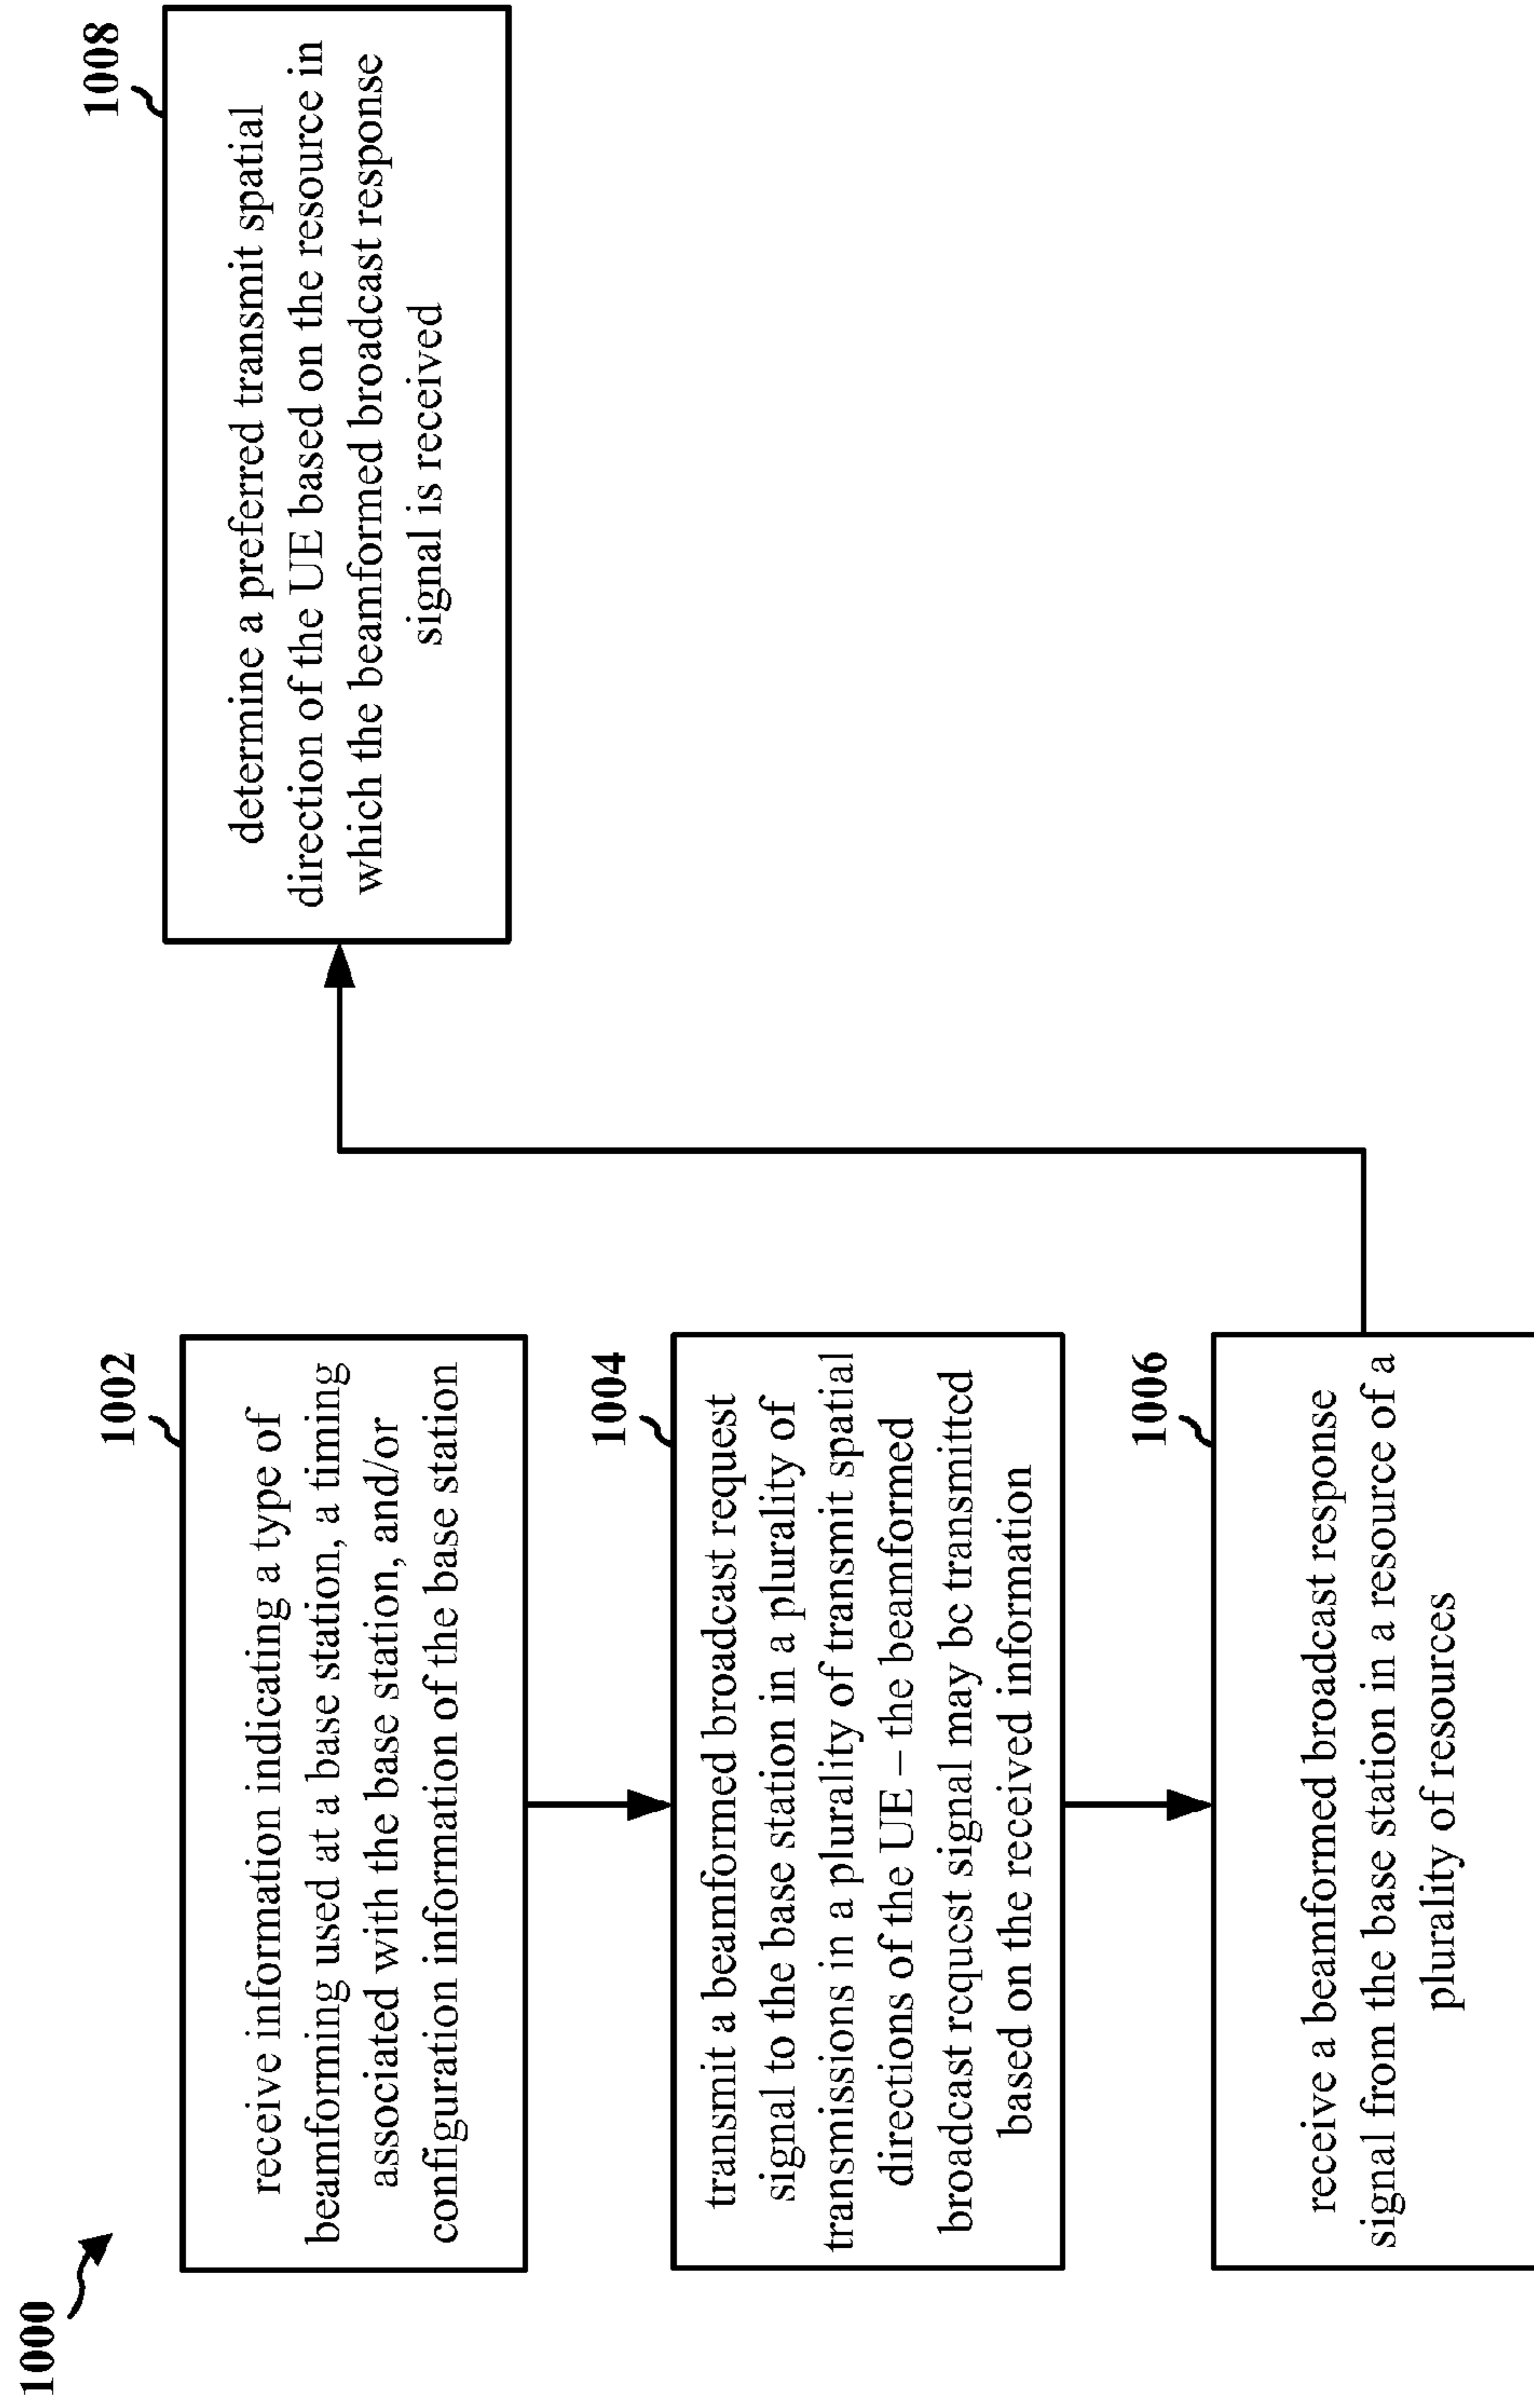 1000
1002
receive information indicating a type of
beamforming used at a base station, a timing
associated with the base station, and/or
configuration information of the base station
1004
transmit a beamformed broadcast request
signal to the base station in a plurality of
transmissions in a plurality of transmit spatial
directions of the UE – the beamformed
broadcast request signal may be transmitted
based on the received information
1006
receive a beamformed broadcast response
signal from the base station in a resource of a
plurality of resources
1008
determine a preferred transmit spatial
direction of the UE based on the resource in
which the beamformed broadcast response
signal is received